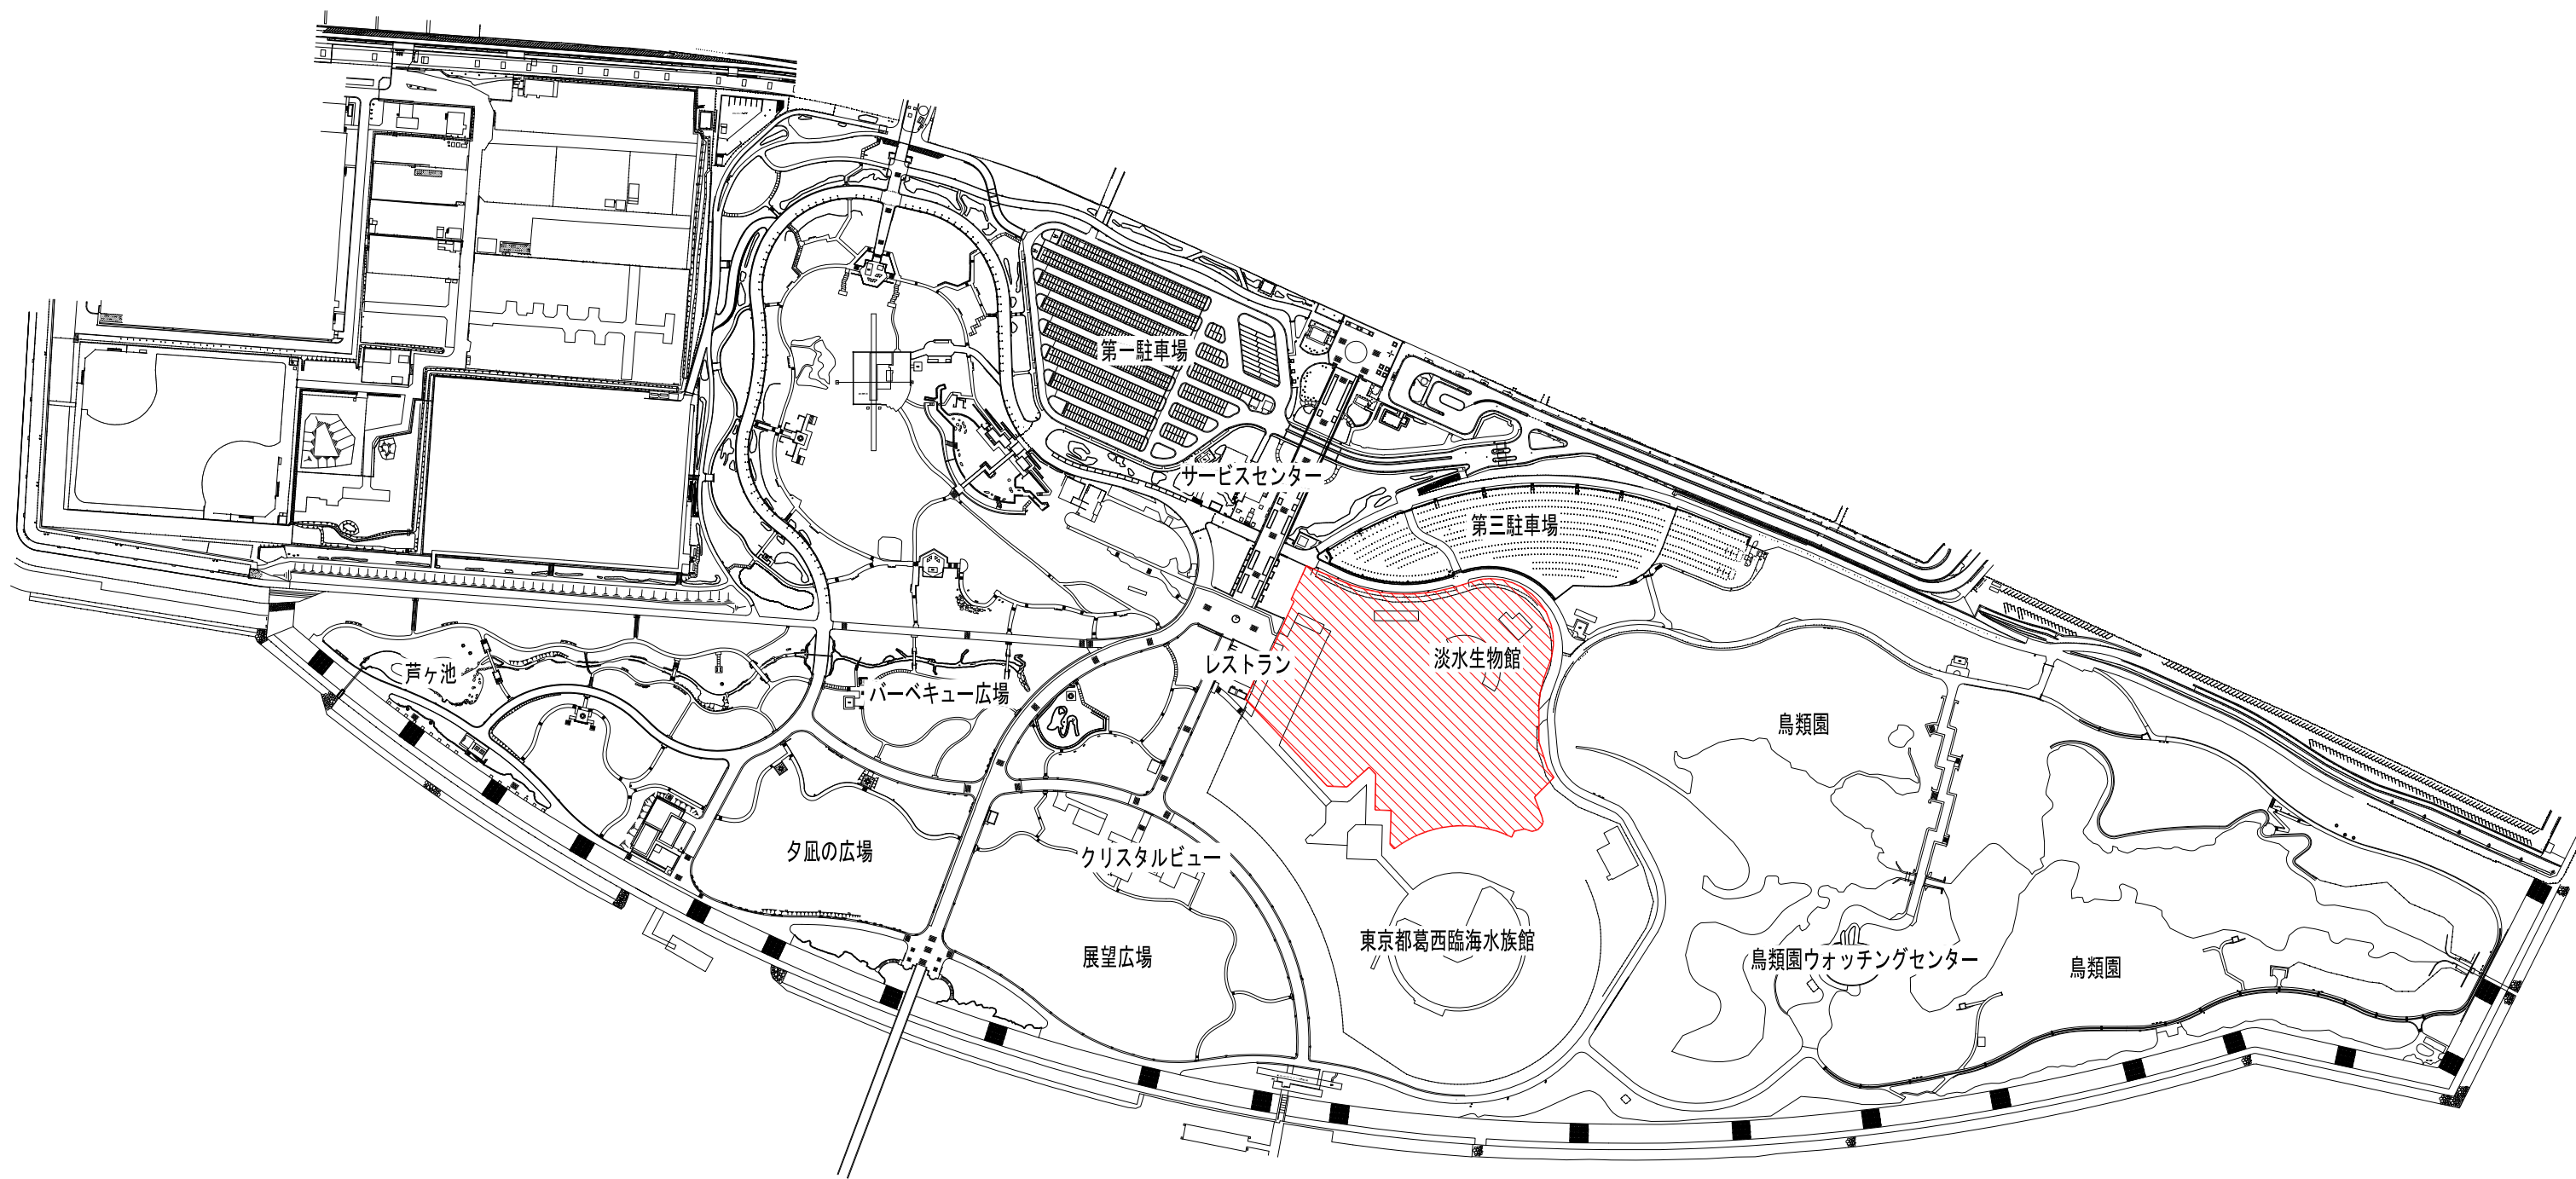 第一駐車場
サービスセンター
第三駐車場
淡水生物館
レストラン
芦ヶ池
バーベキュー広場
鳥類園
夕凪の広場
クリスタルビュー
東京都葛西臨海水族館
展望広場
鳥類園ウォッチングセンター
鳥類園